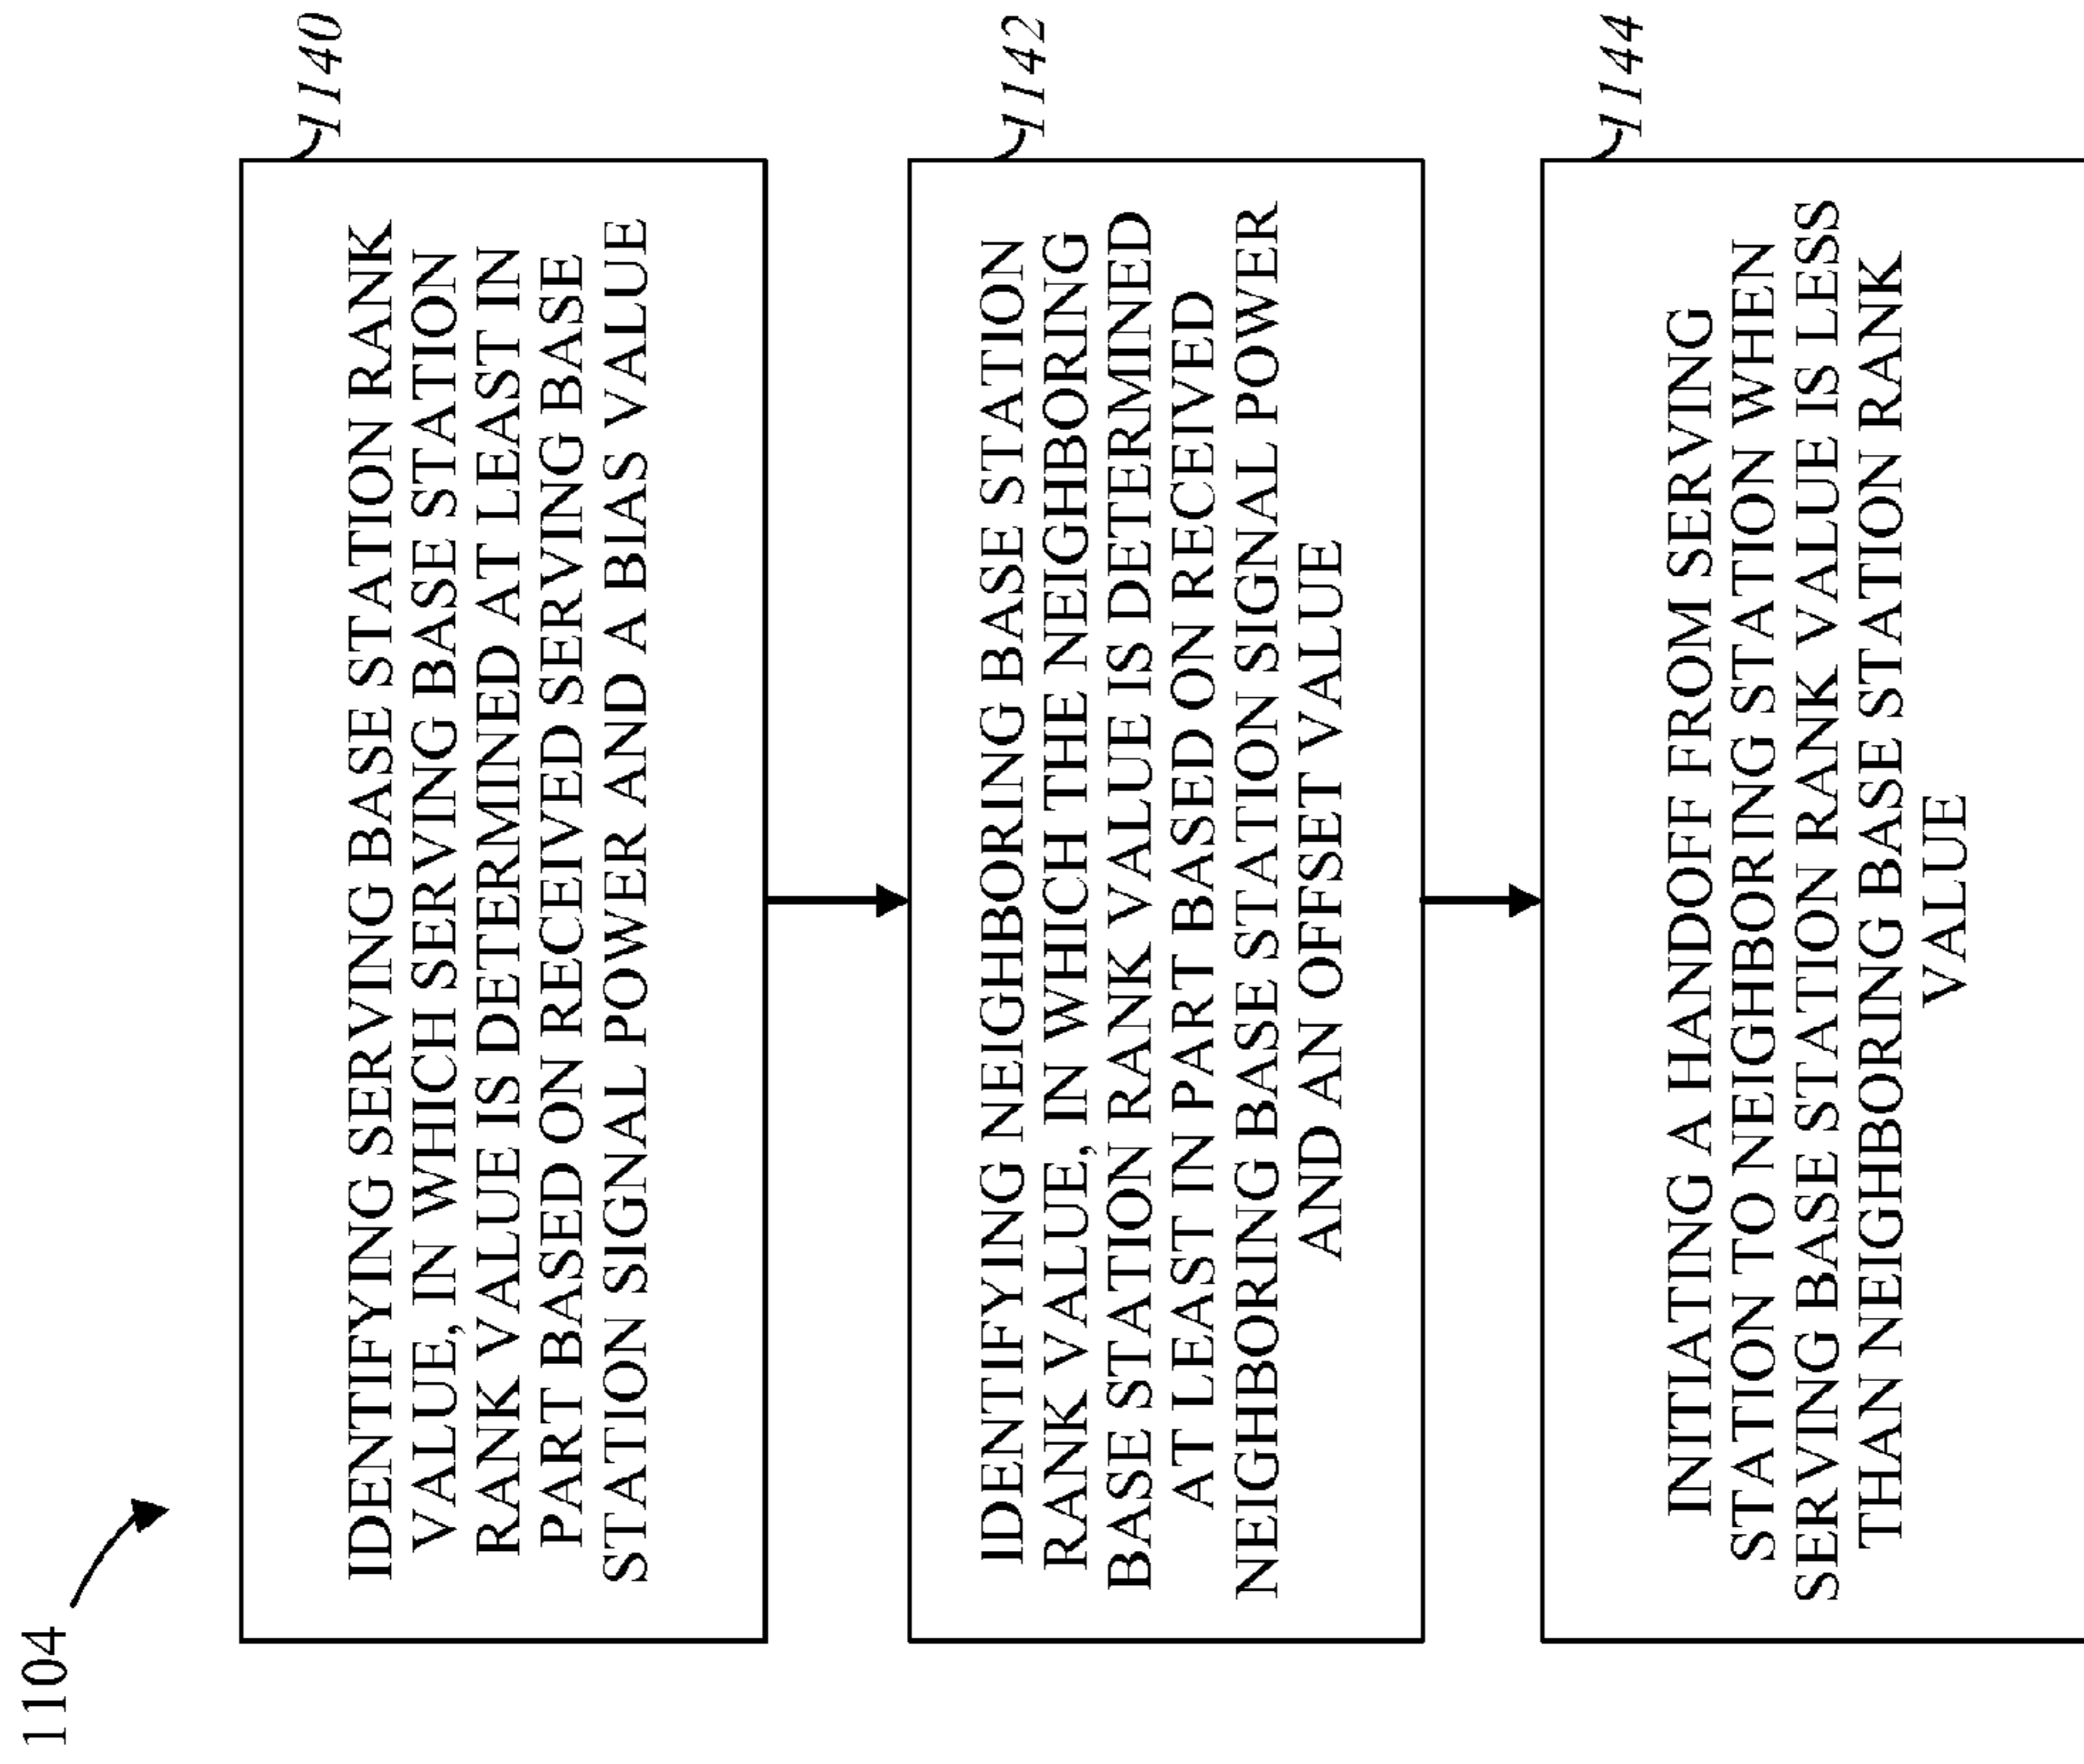 1104
1140
IDENTIFYING SERVING BASE STATION RANK
VALUE, IN WHICH SERVING BASE STATION
RANK VALUE IS DETERMINED AT LEAST IN
PART BASED ON RECEIVED SERVING BASE
STATION SIGNAL POWER AND A BIAS VALUE
1142
IDENTIFYING NEIGHBORING BASE STATION
RANK VALUE, IN WHICH THE NEIGHBORING
BASE STATION RANK VALUE IS DETERMINED
AT LEAST IN PART BASED ON RECEIVED
NEIGHBORING BASE STATION SIGNAL POWER
AND AN OFFSET VALUE
1144
INITIATING A HANDOFF FROM SERVING
STATION TO NEIGHBORING STATION WHEN
SERVING BASE STATION RANK VALUE IS LESS
THAN NEIGHBORING BASE STATION RANK
VALUE